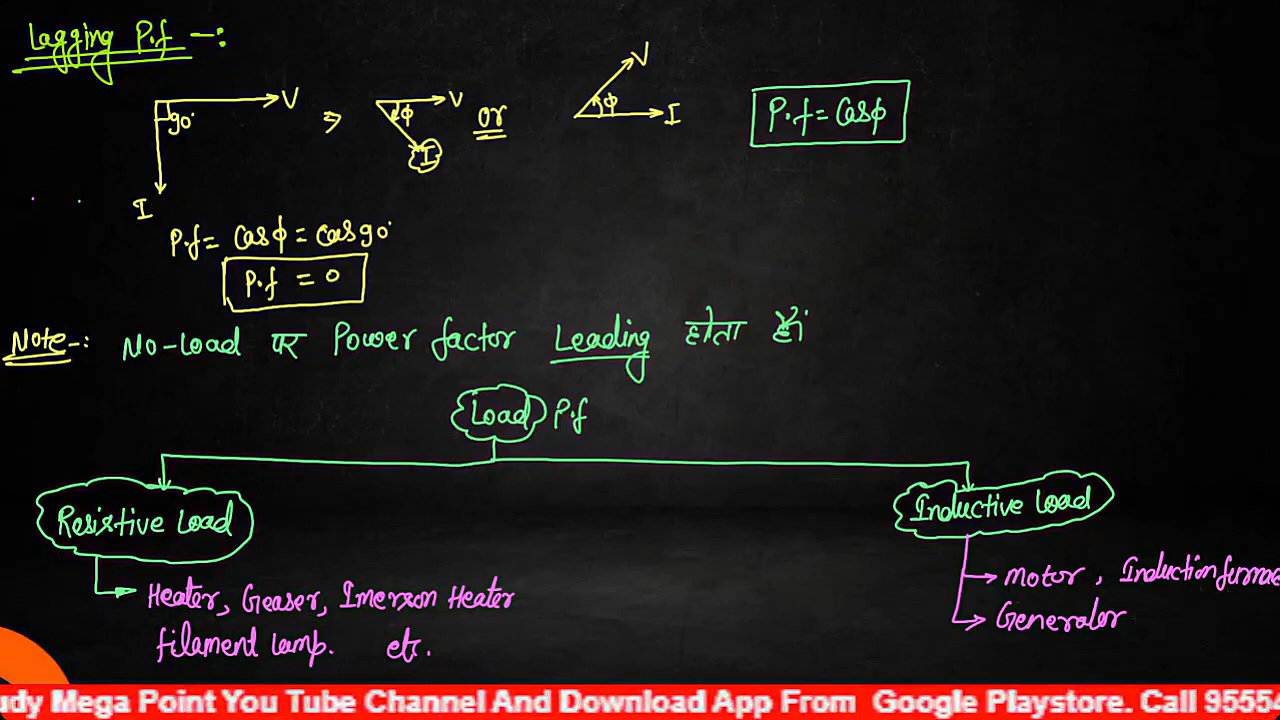 Lagging P.f -:
90° V
I
⇒ φ V
I
or
φ V
I
P.f = Cosφ
P.f = Cosφ = Cos90°
P.f = 0
Note-: No-Load पर Power factor Leading होता है।
Load P.f
Resistive Load
Inductive Load
Heater, Geaser, Imerson Heater
filament lamp. etc.
Motor, Induction furnac
Generator
udy Mega Point You Tube Channel And Download App From Google Playstore. Call 95554